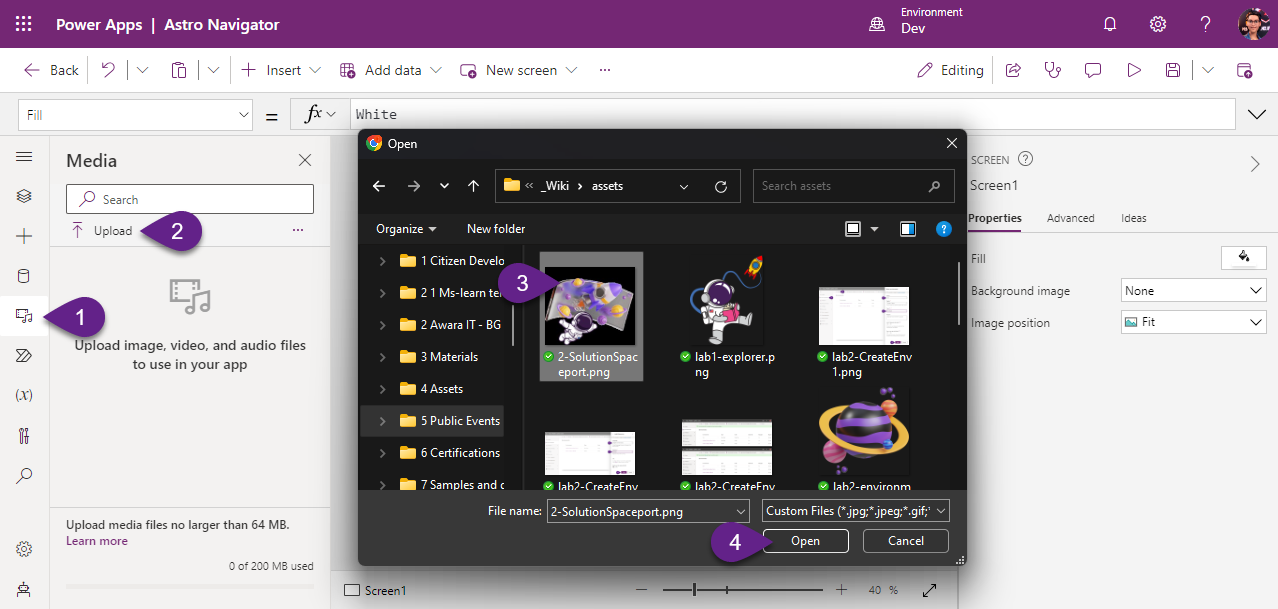 Power Apps | Astro Navigator
Environment
Dev
Back
Insert
Add data
New screen
Editing
Fill
=
fx
White
Media
Search
Upload
2
1
Upload image, video, and audio files
to use in your app
Upload media files no larger than 64 MB.
Learn more
0 of 200 MB used
Open
_Wiki
assets
Search assets
Organize
New folder
1 Citizen Develo
2 1 Ms-learn te
2 Awara IT - BG
3 Materials
4 Assets
5 Public Events
6 Certifications
7 Samples and c
3
2-SolutionSpac
eport.png
lab1-explorer.p
ng
lab2-CreateEnv
1.png
lab2-CreateEnv
lab2-CreateEnv
lab2-environm
File name:
2-SolutionSpaceport.png
Custom Files (*.jpg;*.jpeg;*.gif;*
4
Open
Cancel
Screen1
40 %
SCREEN
Screen1
Properties
Advanced
Ideas
Fill
Background image
None
Image position
Fit